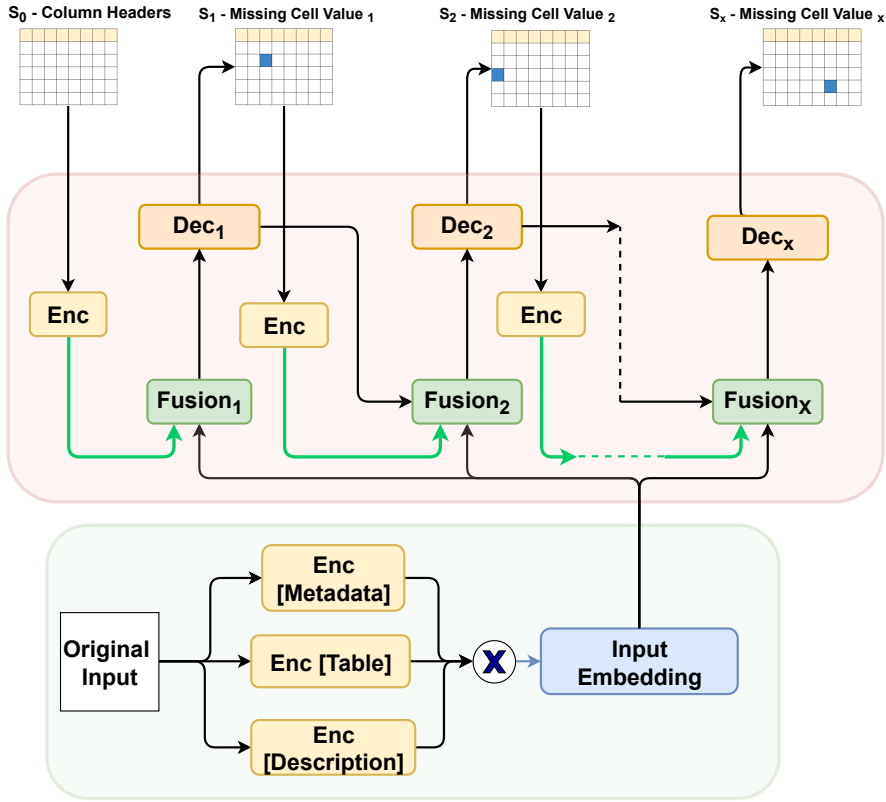 S₀ - Column Headers
S₁ - Missing Cell Value ₁
S₂ - Missing Cell Value ₂
Sₓ - Missing Cell Value ₓ
Dec₁
Dec₂
Decₓ
Enc
Enc
Enc
Fusion₁
Fusion₂
Fusionₓ
Enc
[Metadata]
Original
Input
Enc [Table]
X
Input
Embedding
Enc
[Description]